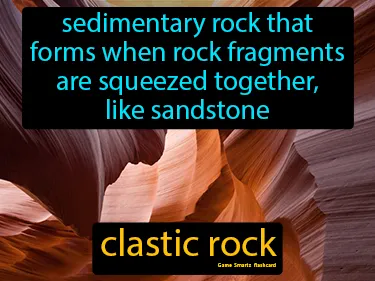 sedimentary rock that
forms when rock fragments
are squeezed together,
like sandstone
clastic rock
Game Smartz flashcard